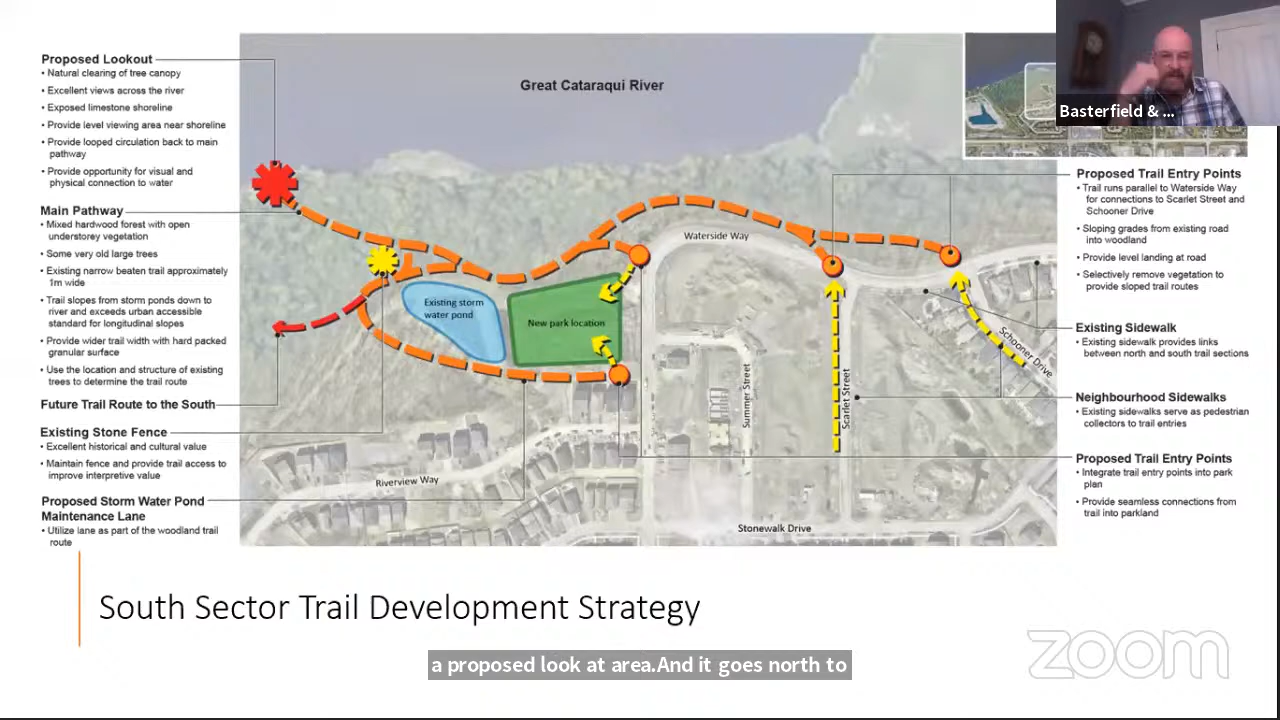 Proposed Lookout
• Natural clearing of tree canopy
• Excellent views across the river
• Exposed limestone shoreline
• Provide level viewing area near shoreline
• Provide looped circulation back to main
pathway
• Provide opportunity for visual and
physical connection to water
Main Pathway
• Mixed hardwood forest with open
understorey vegetation
• Some very old large trees
• Existing narrow beaten trail approximately
1m wide
• Trail slopes from storm ponds down to
river and exceeds urban accessible
standard for longitudinal slopes
• Provide wider trail width with hard packed
granular surface
• Use the location and structure of existing
trees to determine the trail route
Future Trail Route to the South
Existing Stone Fence
• Excellent historical and cultural value
• Maintain fence and provide trail access to
improve interpretive value
Proposed Storm Water Pond
Maintenance Lane
• Utilize lane as part of the woodland trail
route
Great Cataraqui River
Waterside Way
Existing storm
water pond
New park location
Summer Street
Scarlet Street
Schooner Drive
Riverview Way
Stonewalk Drive
Basterfield & ...
Proposed Trail Entry Points
• Trail runs parallel to Waterside Way
for connections to Scarlet Street and
Schooner Drive
• Sloping grades from existing road
into woodland
• Provide level landing at road
• Selectively remove vegetation to
provide sloped trail routes
Existing Sidewalk
• Existing sidewalk provides links
between north and south trail sections
Neighbourhood Sidewalks
• Existing sidewalks serve as pedestrian
collectors to trail entries
Proposed Trail Entry Points
• Integrate trail entry points into park
plan
• Provide seamless connections from
trail into parkland
South Sector Trail Development Strategy
a proposed look at area.And it goes north to
zoom